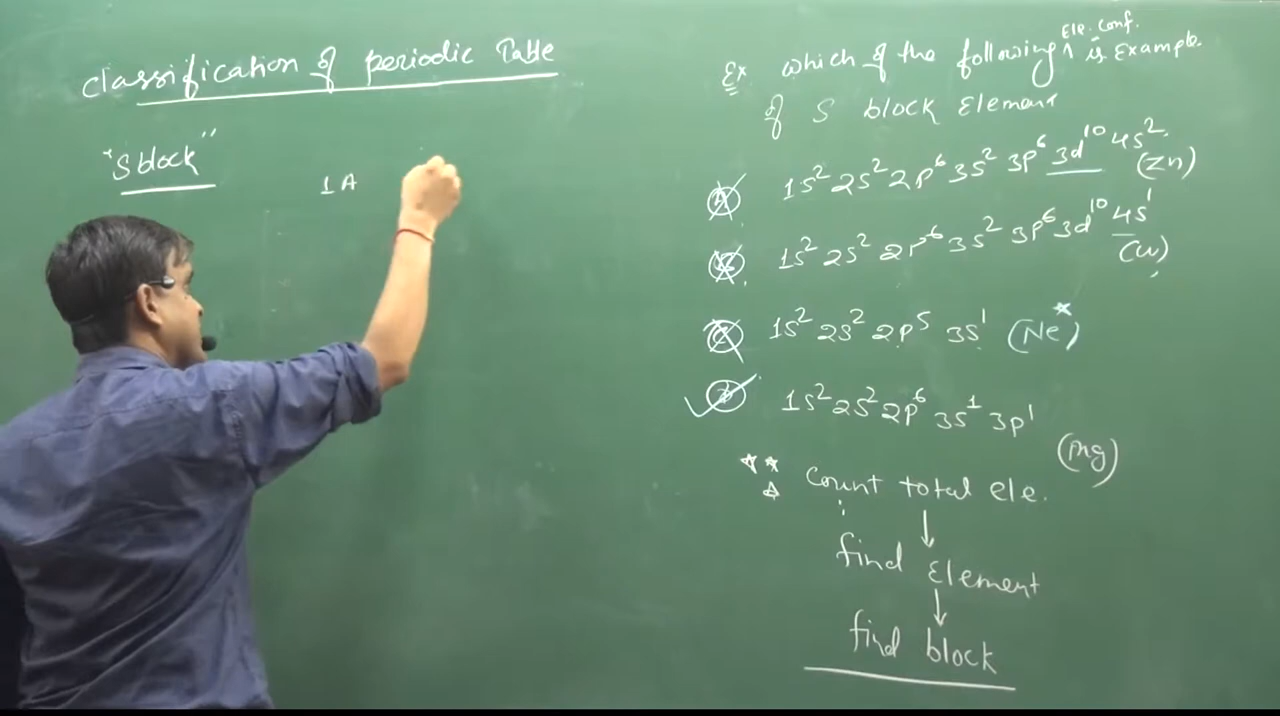 Classification of periodic Table
"S block"
1 A
Ex which of the following ele. conf. is Example
of S block Element
1s² 2s² 2p⁶ 3s² 3p⁶ 3d¹⁰ 4s². (Zn)
1s² 2s² 2p⁶ 3s² 3p⁶ 3d¹⁰ 4s¹
1s² 2s² 2p⁵ 3s¹ (Ne*)
1s² 2s² 2p⁶ 3s¹ 3p¹
(Mg)
Count total ele.
↓
find Element
↓
find block